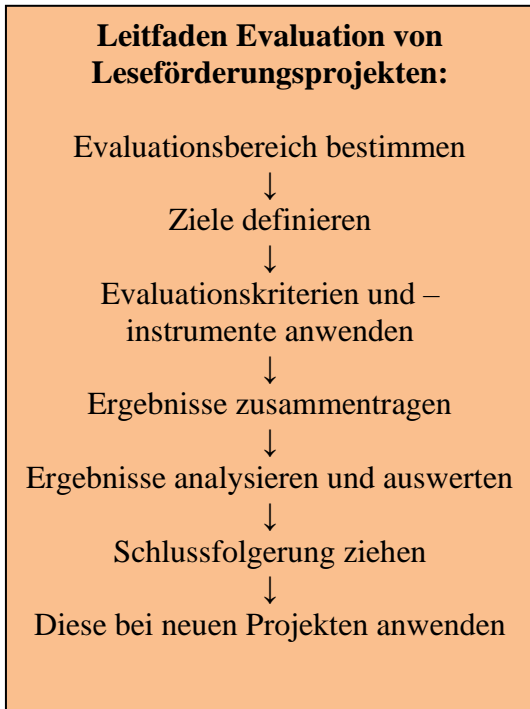 Leitfaden Evaluation von
Leseförderungsprojekten:
Evaluationsbereich bestimmen
↓
Ziele definieren
↓
Evaluationskriterien und –
instrumente anwenden
↓
Ergebnisse zusammentragen
↓
Ergebnisse analysieren und auswerten
↓
Schlussfolgerung ziehen
↓
Diese bei neuen Projekten anwenden